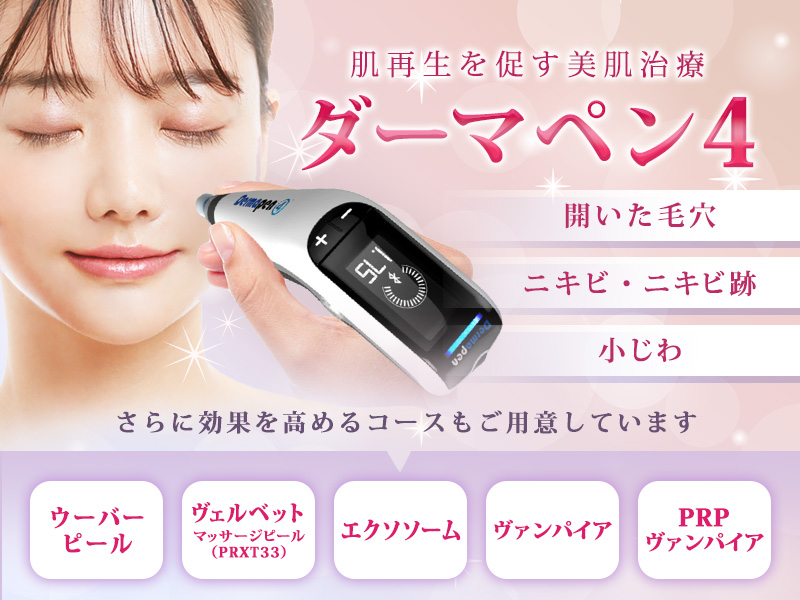 肌再生を促す美肌治療
ダーマペン4
開いた毛穴
ニキビ・ニキビ跡
小じわ
Dermapen
1.75
Dermapen
さらに効果を高めるコースもご用意しています
ウーバー
ピール
ヴェルベット
マッサージピール
（PRXT33）
エクソソーム
ヴァンパイア
PRP
ヴァンパイア